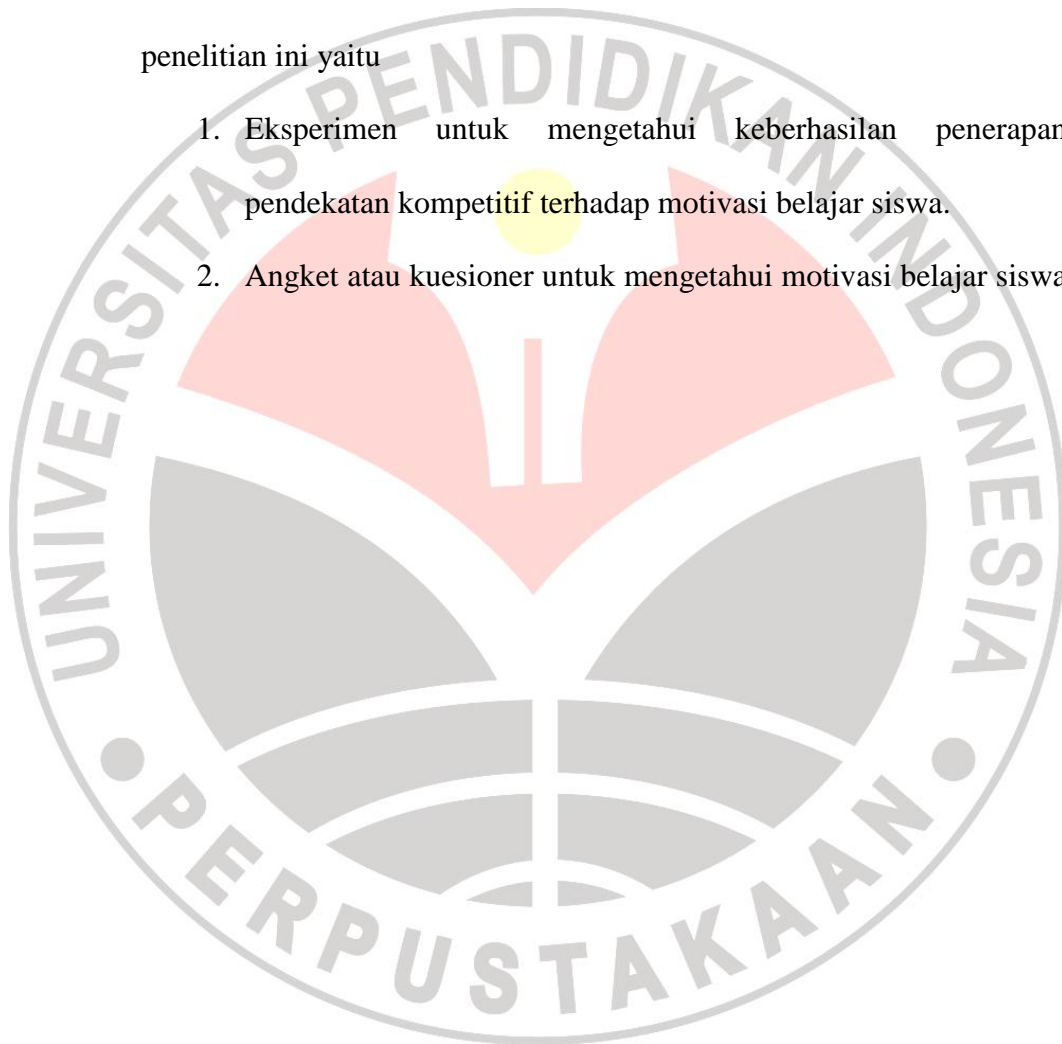 penelitian ini yaitu
1. Eksperimen untuk mengetahui keberhasilan penerapan
pendekatan kompetitif terhadap motivasi belajar siswa.
2. Angket atau kuesioner untuk mengetahui motivasi belajar siswa
UNIVERSITAS PENDIDIKAN INDONESIA
PERPUSTAKAAN